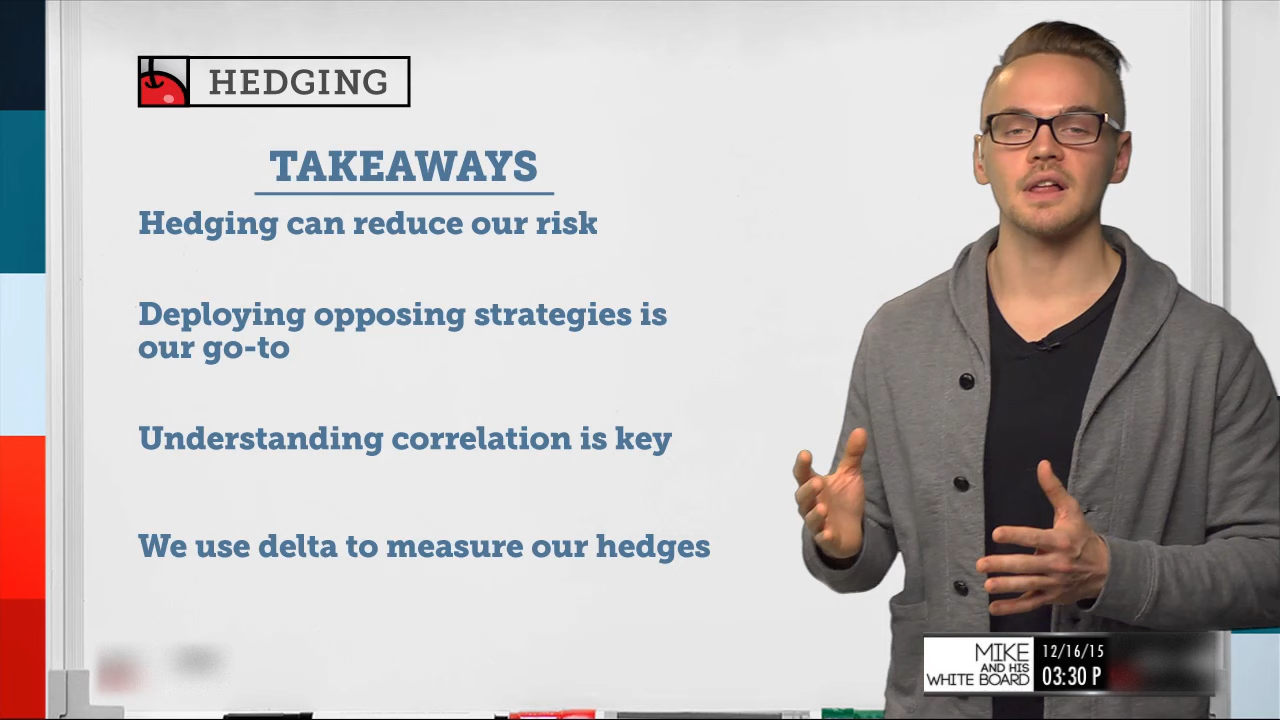 HEDGING
TAKEAWAYS
Hedging can reduce our risk
Deploying opposing strategies is
our go-to
Understanding correlation is key
We use delta to measure our hedges
MIKE
AND HIS
WHITE BOARD
12/16/15
03:30 P